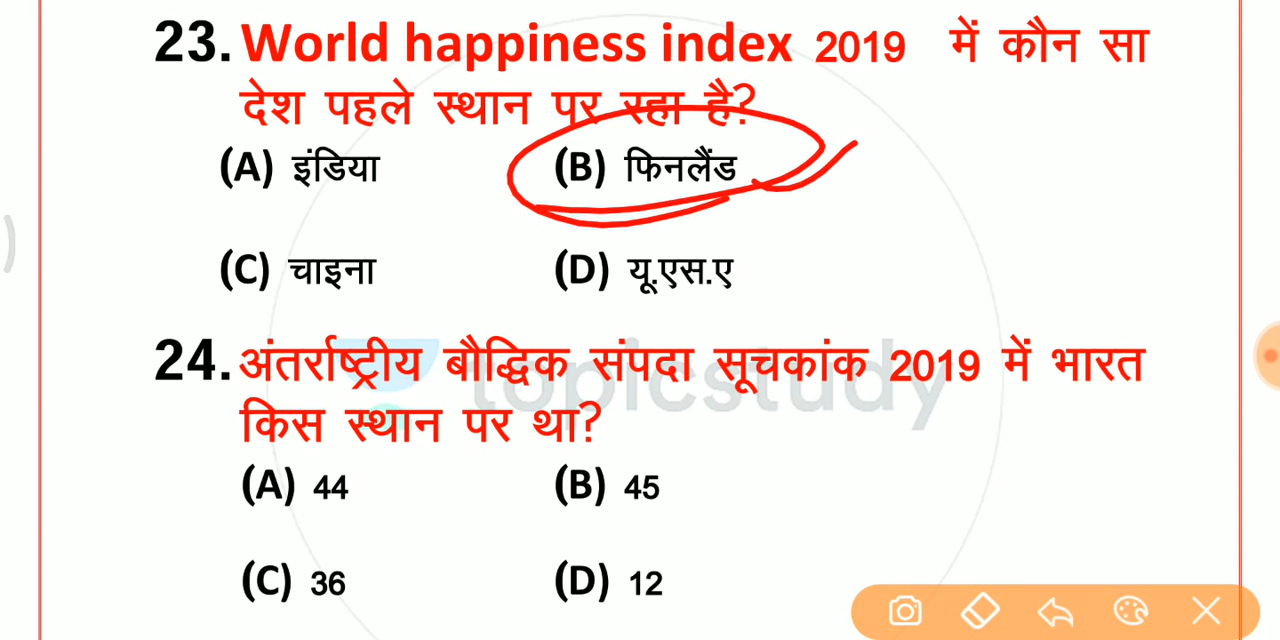 23. World happiness index 2019 में कौन सा
देश पहले स्थान पर रहा है?
(A) इंडिया (B) फिनलैंड
(C) चाइना (D) यू.एस.ए
24. अंतर्राष्ट्रीय बौद्धिक संपदा सूचकांक 2019 में भारत
topicstudy
किस स्थान पर था?
(A) 44 (B) 45
(C) 36 (D) 12